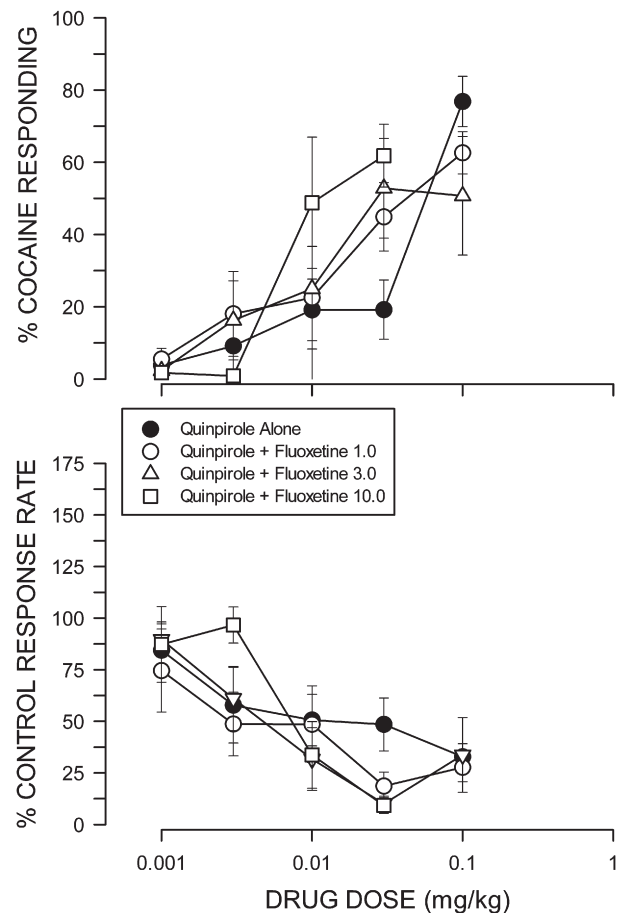 100
80
60
40
20
0
% COCAINE RESPONDING
Quinpirole Alone
Quinpirole + Fluoxetine 1.0
Quinpirole + Fluoxetine 3.0
Quinpirole + Fluoxetine 10.0
175
150
125
100
75
50
25
0
% CONTROL RESPONSE RATE
0.001
0.01
0.1
1
DRUG DOSE (mg/kg)